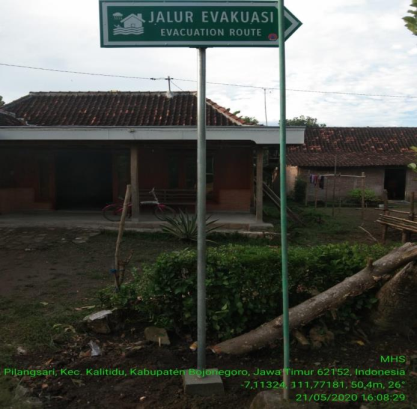 JALUR EVAKUASI
EVACUATION ROUTE
MHS
Pilangsari, Kec. Kalitidu, Kabupaten Bojonegoro, Jawa Timur 62152, Indonesia
-7,11324, 111,77181, 50,4m, 26°
21/05/2020 16:08:29